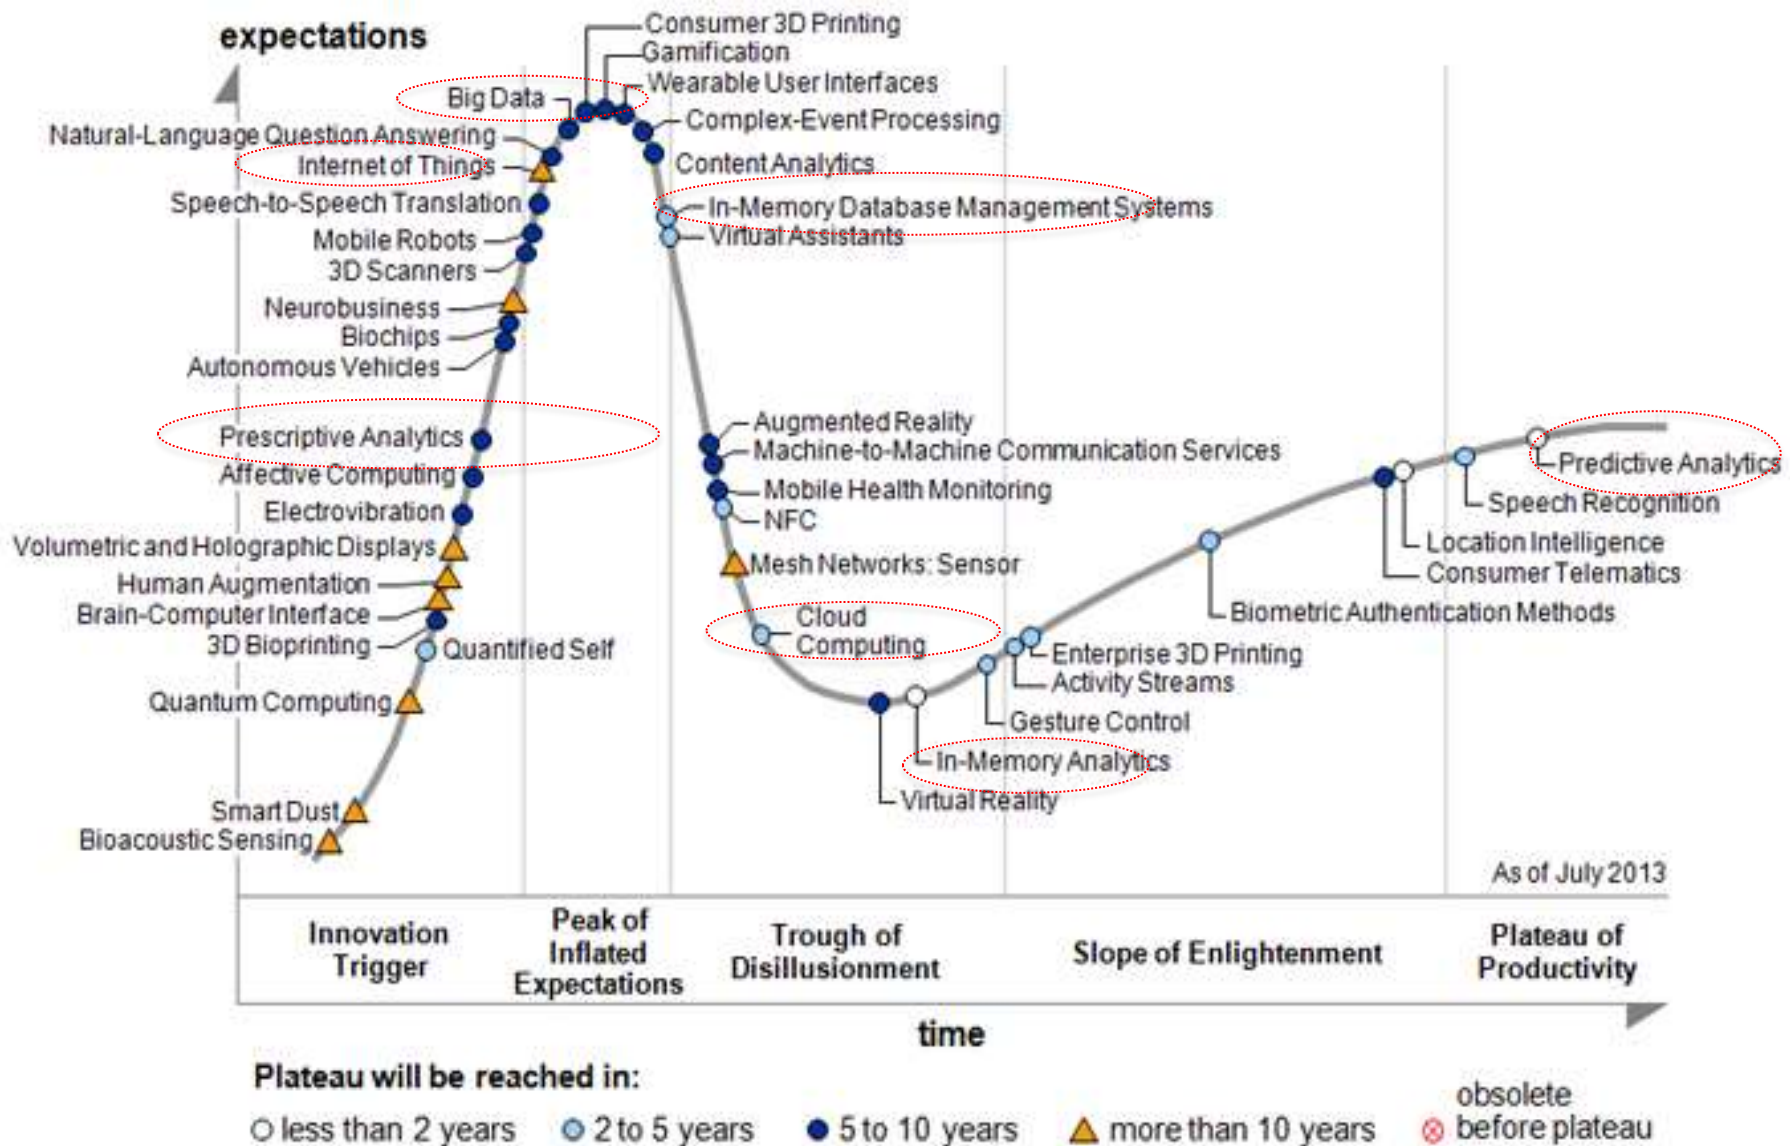 expectations
Consumer 3D Printing
Gamification
Wearable User Interfaces
Big Data
Complex-Event Processing
Natural-Language Question Answering
Internet of Things
Content Analytics
Speech-to-Speech Translation
In-Memory Database Management Systems
Mobile Robots
Virtual Assistants
3D Scanners
Neurobusiness
Biochips
Autonomous Vehicles
Prescriptive Analytics
Affective Computing
Electrovibration
Volumetric and Holographic Displays
Human Augmentation
Brain-Computer Interface
3D Bioprinting
Quantified Self
Quantum Computing
Smart Dust
Bioacoustic Sensing
Augmented Reality
Machine-to-Machine Communication Services
Mobile Health Monitoring
NFC
Mesh Networks: Sensor
Cloud
Computing
Enterprise 3D Printing
Activity Streams
Gesture Control
In-Memory Analytics
Virtual Reality
Predictive Analytics
Speech Recognition
Location Intelligence
Consumer Telematics
Biometric Authentication Methods
As of July 2013
Innovation
Trigger
Peak of
Inflated
Expectations
Trough of
Disillusionment
Slope of Enlightenment
Plateau of
Productivity
time
Plateau will be reached in:
less than 2 years
2 to 5 years
5 to 10 years
more than 10 years
obsolete
before plateau